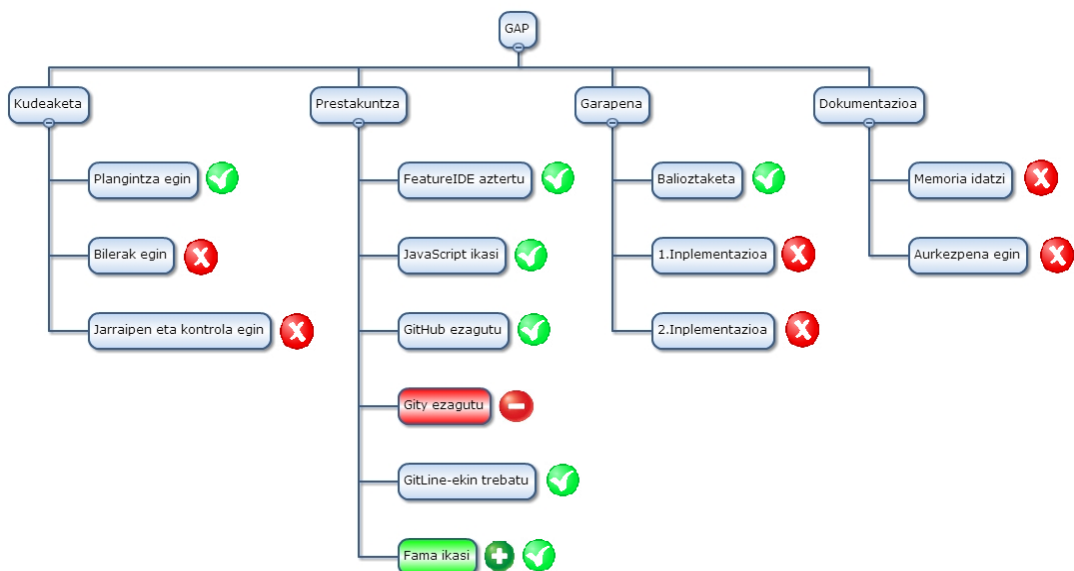 GAP
Kudeaketa
Prestakuntza
Garapena
Dokumentazioa
Plangintza egin
FeatureIDE aztertu
Balioztaketa
Memoria idatzi
Bilerak egin
JavaScript ikasi
1.Inplementazioa
Aurkezpena egin
Jarraipen eta kontrola egin
GitHub ezagutu
2.Inplementazioa
Gity ezagutu
GitLine-ekin trebatu
Fama ikasi